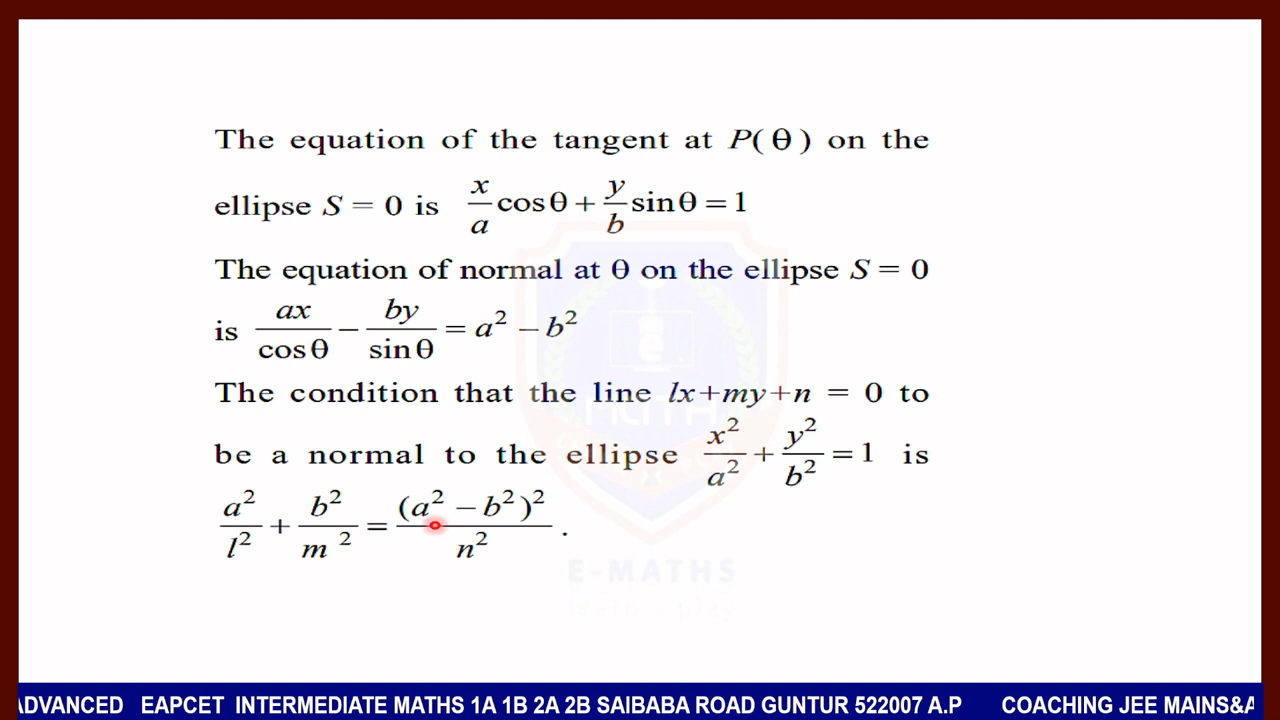 The equation of the tangent at P(θ) on the
ellipse S = 0 is x/a cosθ + y/b sinθ = 1
The equation of normal at θ on the ellipse S = 0
is ax/cosθ − by/sinθ = a² − b²
The condition that the line lx+my+n = 0 to
be a normal to the ellipse x²/a² + y²/b² = 1 is
a²/l² + b²/m² = (a² − b²)²/n² .
E-MATHS
DVANCED EAPCET INTERMEDIATE MATHS 1A 1B 2A 2B SAIBABA ROAD GUNTUR 522007 A.P COACHING JEE MAINS&A